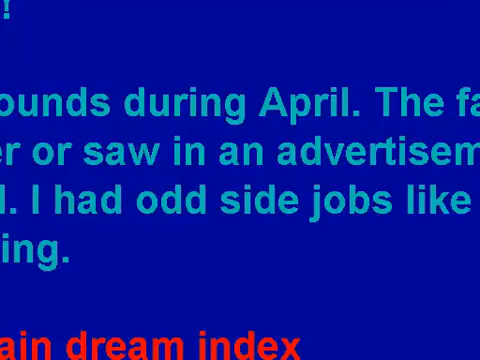 !
ounds during April. The fa
er or saw in an advertisem
. I had odd side jobs like
ing.
ain dream index